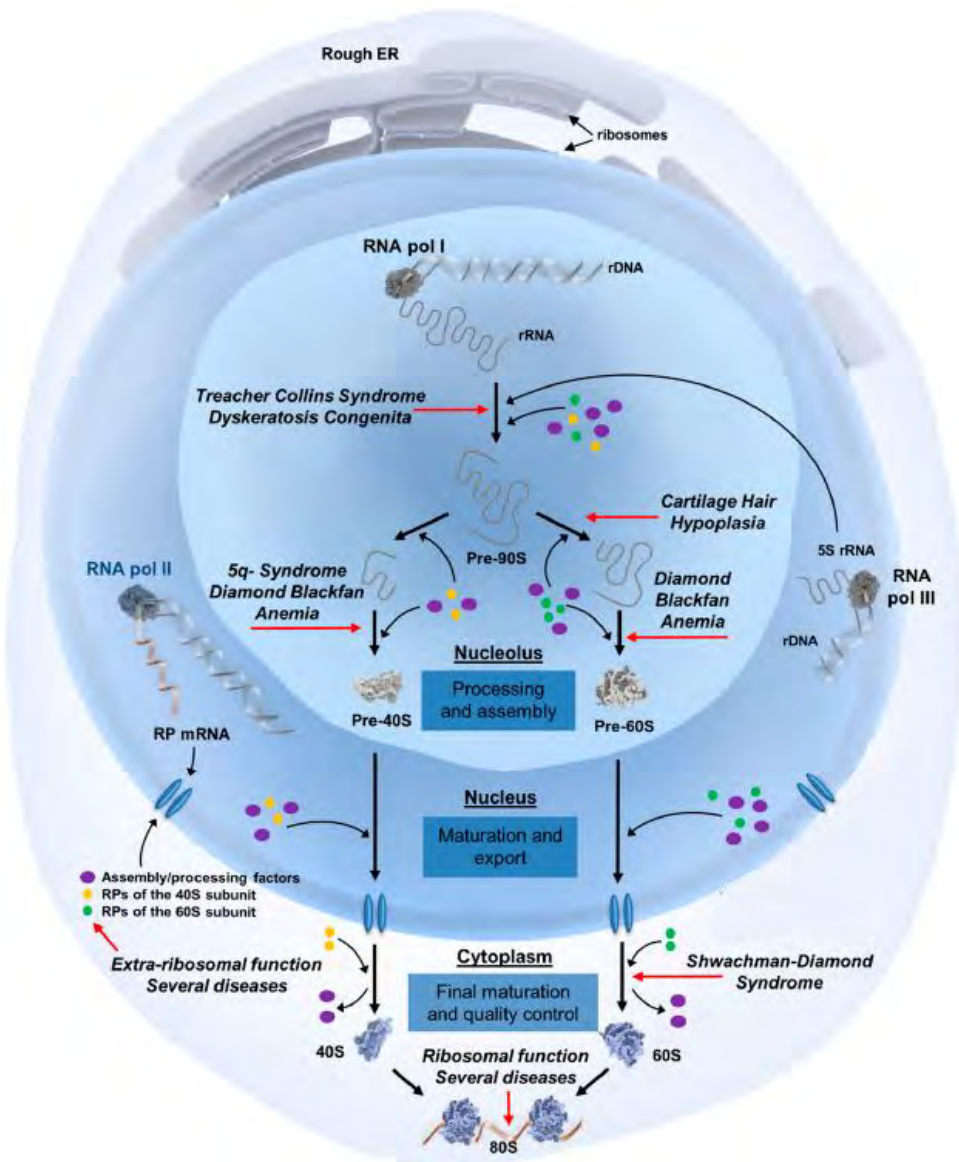 Rough ER
ribosomes
RNA pol I
rDNA
rRNA
Treacher Collins Syndrome
Dyskeratosis Congenita
Cartilage Hair
Hypoplasia
Pre-90S
5S rRNA
RNA
pol III
rDNA
RNA pol II
5q- Syndrome
Diamond Blackfan
Anemia
Diamond
Blackfan
Anemia
Nucleolus
Processing
and assembly
Pre-40S
Pre-60S
RP mRNA
Nucleus
Maturation and
export
Assembly/processing factors
RPs of the 40S subunit
RPs of the 60S subunit
Extra-ribosomal function
Several diseases
Cytoplasm
Final maturation
and quality control
Shwachman-Diamond
Syndrome
40S
60S
Ribosomal function
Several diseases
80S